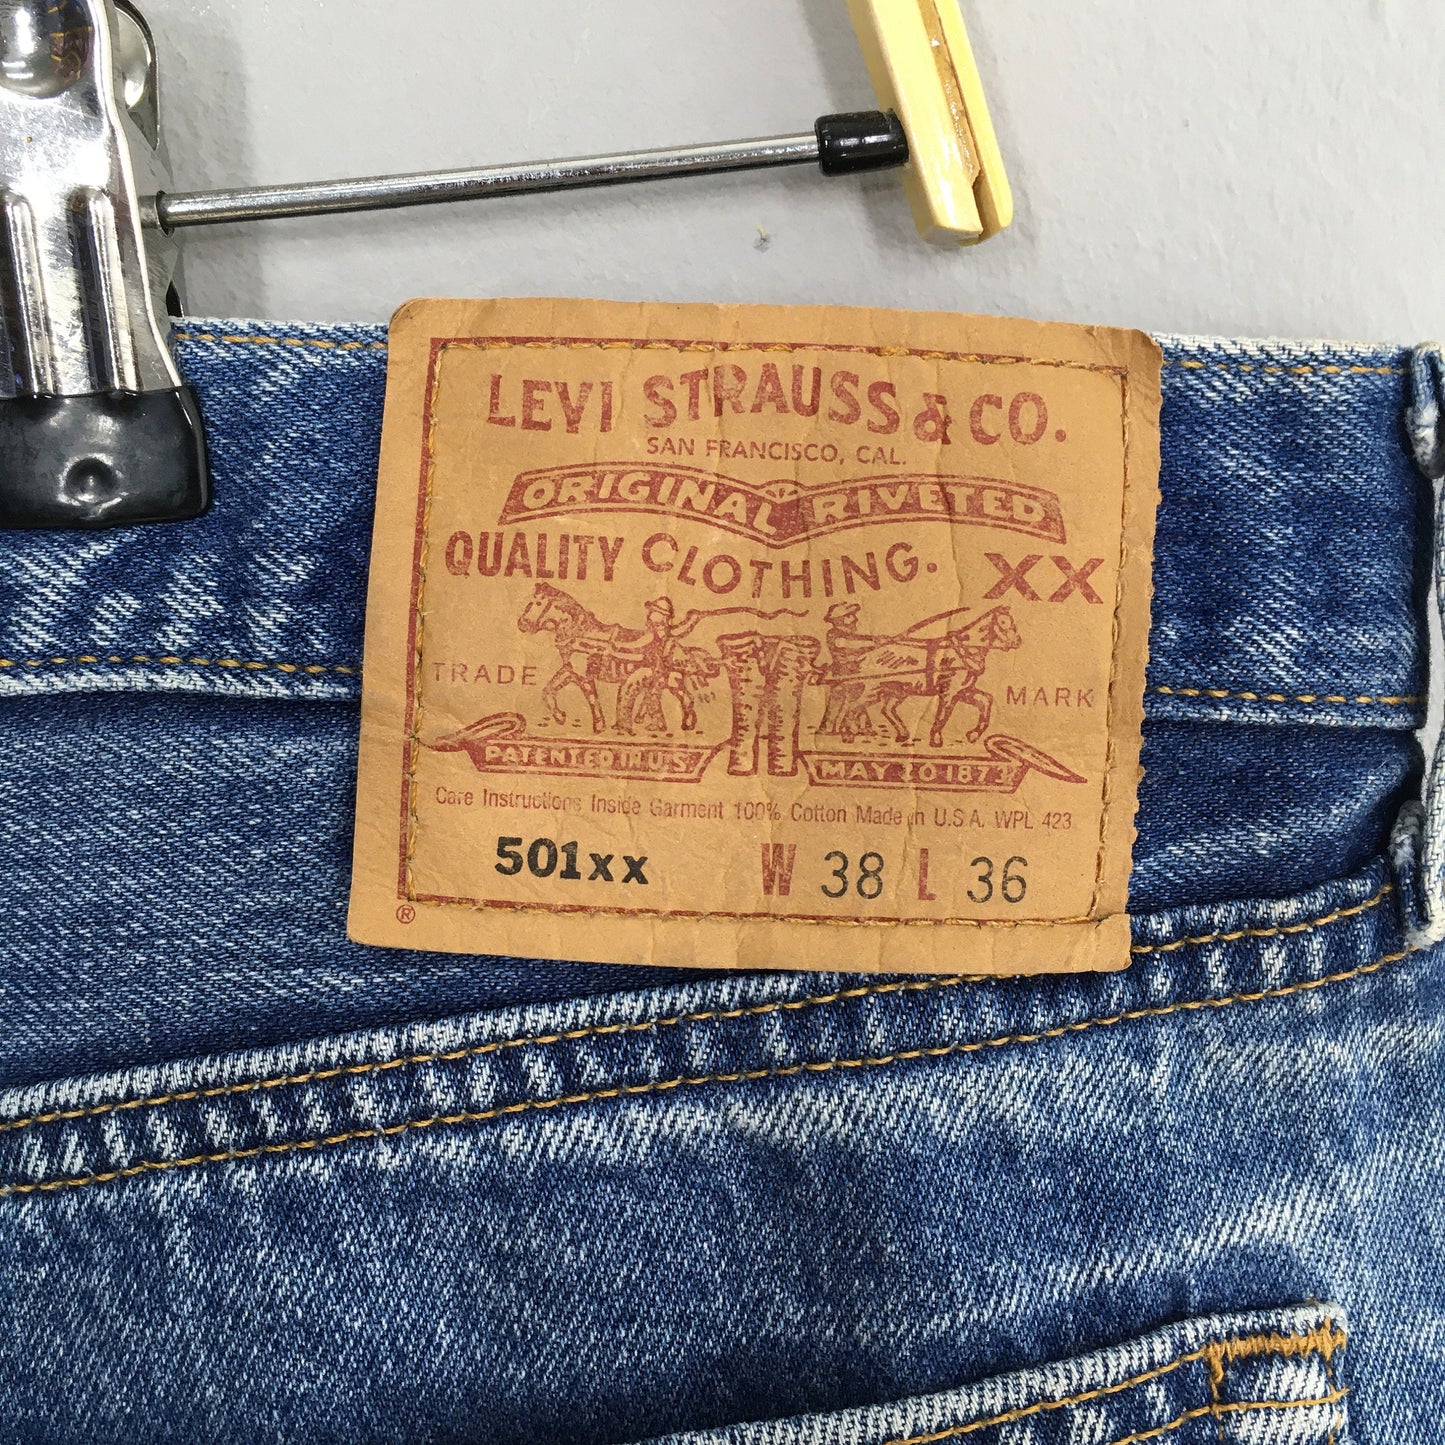 LEVI STRAUSS & CO.
SAN FRANCISCO, CAL.
ORIGINAL RIVETED
QUALITY CLOTHING. XX
TRADE MARK
PATENTED IN U.S. MAY 20 1873
Care Instructions Inside Garment 100% Cotton Made in U.S.A. WPL 423
501xx W 38 L 36
®